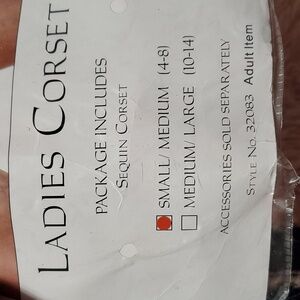 LADIES CORSET
PACKAGE INCLUDES
SEQUIN CORSET
SMALL/ MEDIUM (4-8)
MEDIUM/ LARGE (10-14)
ACCESSORIES SOLD SEPARATELY
STYLE NO. 32083 Adult Item